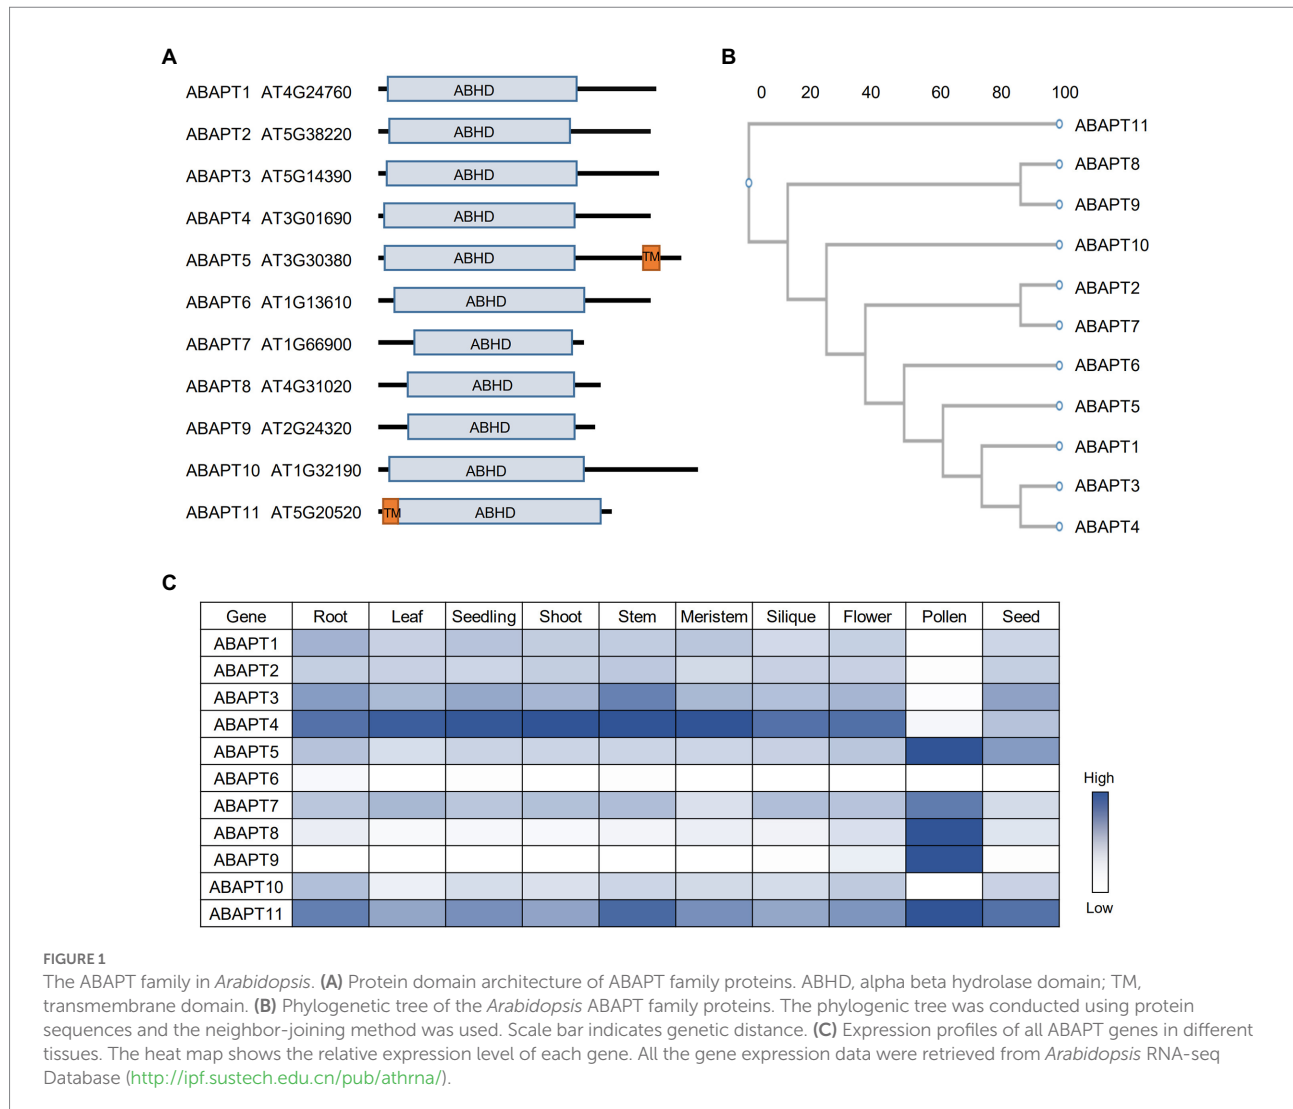 A
ABAPT1 AT4G24760 ABHD
ABAPT2 AT5G38220 ABHD
ABAPT3 AT5G14390 ABHD
ABAPT4 AT3G01690 ABHD
ABAPT5 AT3G30380 ABHD TM
ABAPT6 AT1G13610 ABHD
ABAPT7 AT1G66900 ABHD
ABAPT8 AT4G31020 ABHD
ABAPT9 AT2G24320 ABHD
ABAPT10 AT1G32190 ABHD
ABAPT11 AT5G20520 TM ABHD
B
0 20 40 60 80 100
ABAPT11
ABAPT8
ABAPT9
ABAPT10
ABAPT2
ABAPT7
ABAPT6
ABAPT5
ABAPT1
ABAPT3
ABAPT4
C
Gene Root Leaf Seedling Shoot Stem Meristem Silique Flower Pollen Seed
ABAPT1
ABAPT2
ABAPT3
ABAPT4
ABAPT5
ABAPT6
ABAPT7
ABAPT8
ABAPT9
ABAPT10
ABAPT11
High
Low
FIGURE 1
The ABAPT family in Arabidopsis. (A) Protein domain architecture of ABAPT family proteins. ABHD, alpha beta hydrolase domain; TM,
transmembrane domain. (B) Phylogenetic tree of the Arabidopsis ABAPT family proteins. The phylogenic tree was conducted using protein
sequences and the neighbor-joining method was used. Scale bar indicates genetic distance. (C) Expression profiles of all ABAPT genes in different
tissues. The heat map shows the relative expression level of each gene. All the gene expression data were retrieved from Arabidopsis RNA-seq
Database (http://ipf.sustech.edu.cn/pub/athrna/).